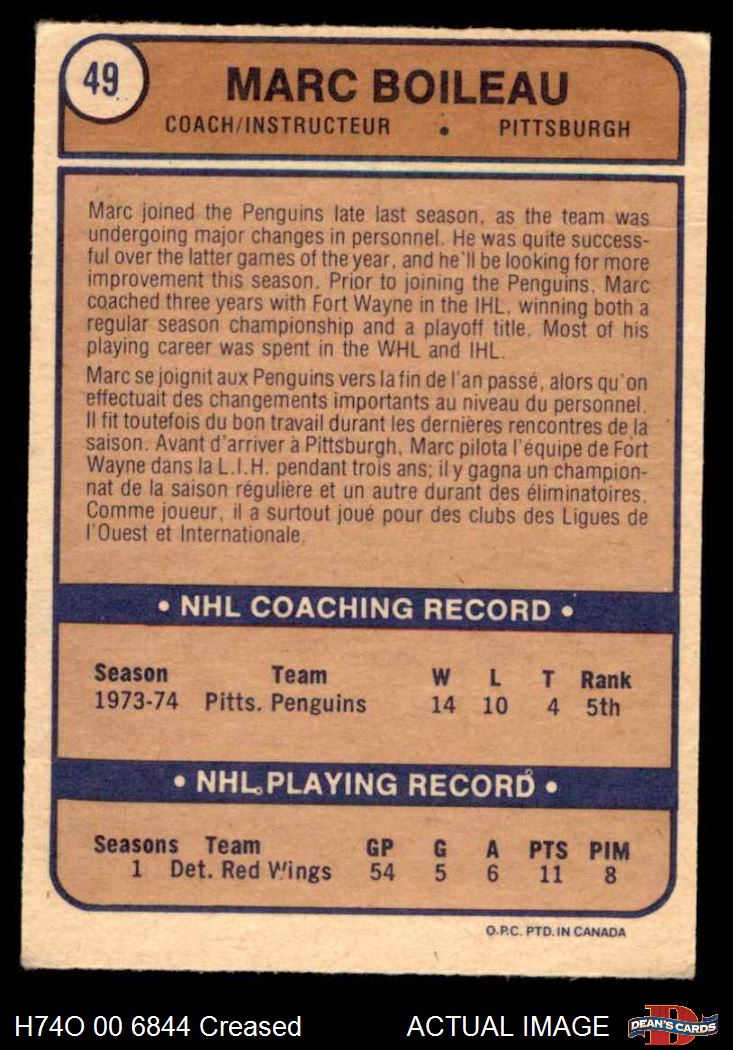 49
MARC BOILEAU
COACH/INSTRUCTEUR • PITTSBURGH
Marc joined the Penguins late last season, as the team was
undergoing major changes in personnel. He was quite success-
ful over the latter games of the year, and he'll be looking for more
improvement this season. Prior to joining the Penguins, Marc
coached three years with Fort Wayne in the IHL, winning both a
regular season championship and a playoff title. Most of his
playing career was spent in the WHL and IHL.
Marc se joignit aux Penguins vers la fin de l'an passé, alors qu'on
effectuait des changements importants au niveau du personnel.
Il fit toutefois du bon travail durant les dernières rencontres de la
saison. Avant d'arriver à Pittsburgh, Marc pilota l'équipe de Fort
Wayne dans la L.I.H. pendant trois ans; il y gagna un champion-
nat de la saison régulière et un autre durant des éliminatoires.
Comme joueur, il a surtout joué pour des clubs des Ligues de
l'Ouest et Internationale.
• NHL COACHING RECORD •
Season Team W L T Rank
1973-74 Pitts. Penguins 14 10 4 5th
• NHL PLAYING RECORD •
Seasons Team GP G A PTS PIM
1 Det. Red Wings 54 5 6 11 8
O.P.C. PTD. IN CANADA
H74O 00 6844 Creased ACTUAL IMAGE
DEAN'S CARDS